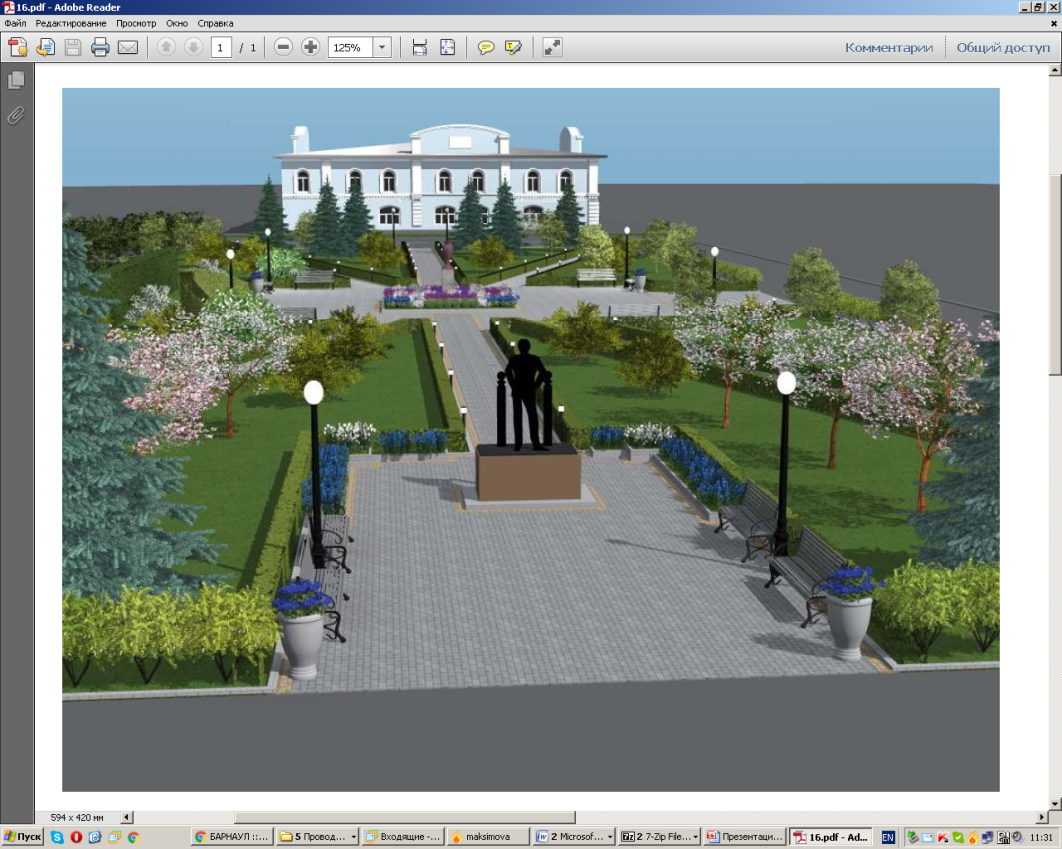 16.pdf - Adobe Reader
Файл Редактирование Просмотр Окно Справка
1 / 1 125% Комментарии Общий доступ
594 x 420 мм
Пуск БАРНАУЛ ::... 5 Провод... Входящие -... maksimova 2 Microsof... 2 7-Zip File... Презентаци... 16.pdf - Ad... EN 11:31